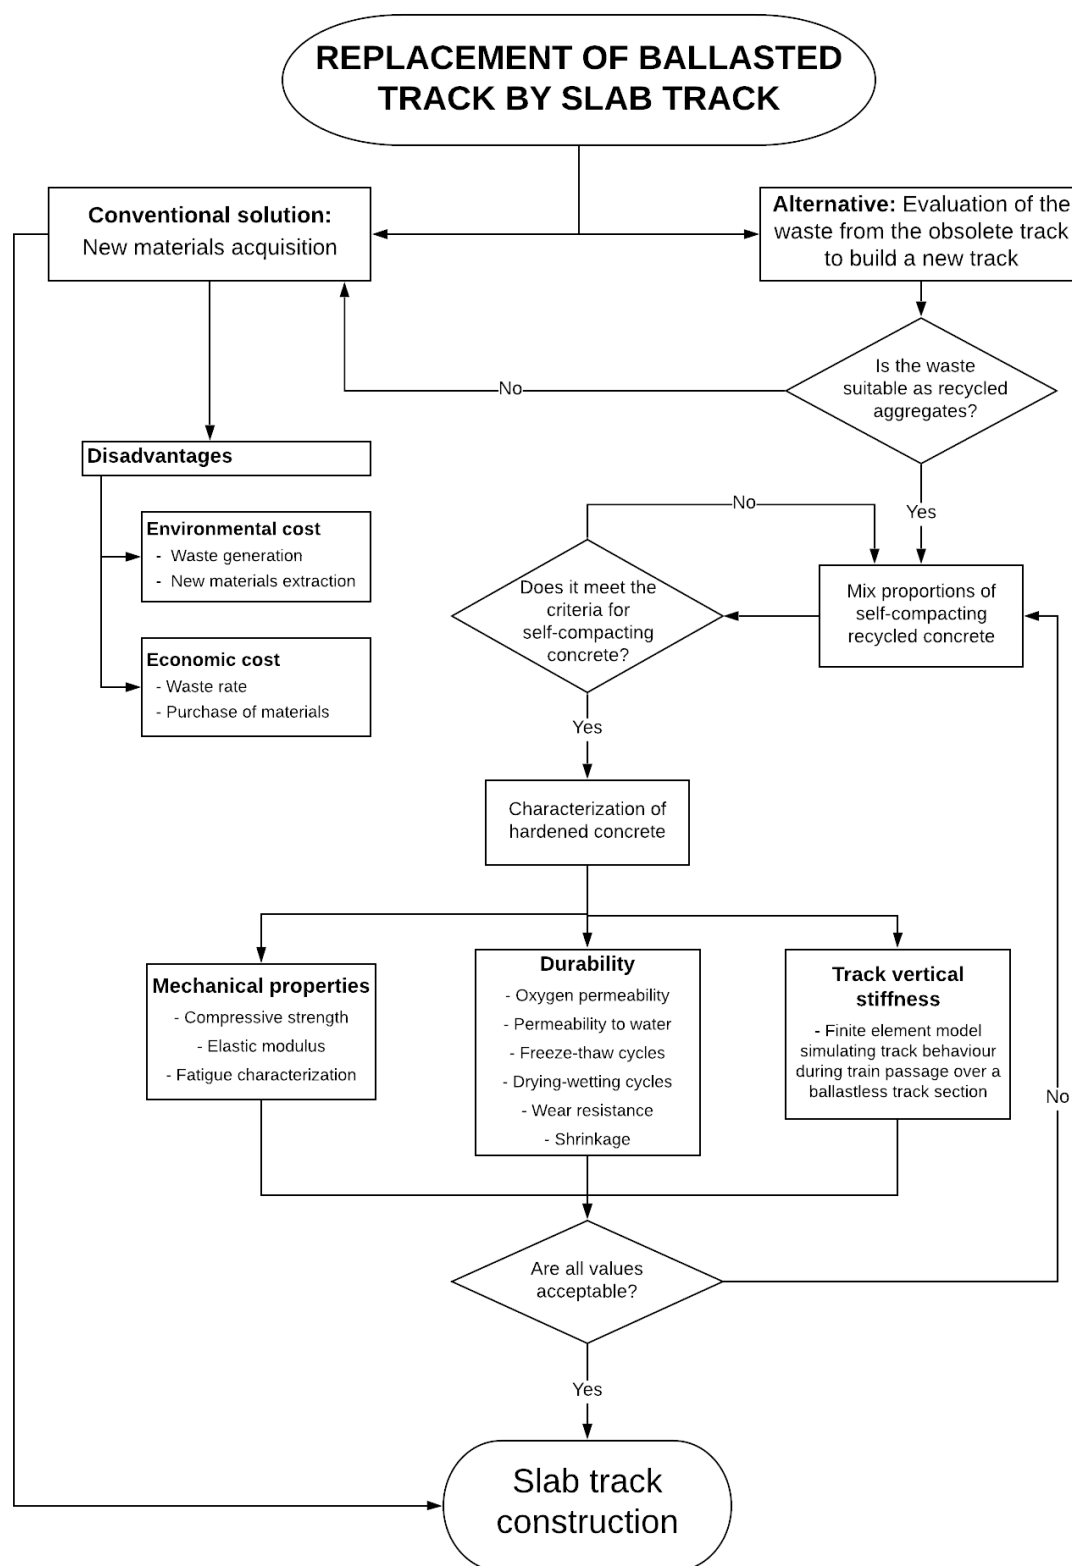 REPLACEMENT OF BALLASTED
TRACK BY SLAB TRACK
Conventional solution:
New materials acquisition
Alternative: Evaluation of the
waste from the obsolete track
to build a new track
Is the waste
suitable as recycled
aggregates?
No
Yes
Disadvantages
Environmental cost
- Waste generation
- New materials extraction
Economic cost
- Waste rate
- Purchase of materials
No
Does it meet the
criteria for
self-compacting
concrete?
Mix proportions of
self-compacting
recycled concrete
Yes
Characterization of
hardened concrete
Mechanical properties
- Compressive strength
- Elastic modulus
- Fatigue characterization
Durability
- Oxygen permeability
- Permeability to water
- Freeze-thaw cycles
- Drying-wetting cycles
- Wear resistance
- Shrinkage
Track vertical
stiffness
- Finite element model
simulating track behaviour
during train passage over a
ballastless track section
No
Are all values
acceptable?
Yes
Slab track
construction